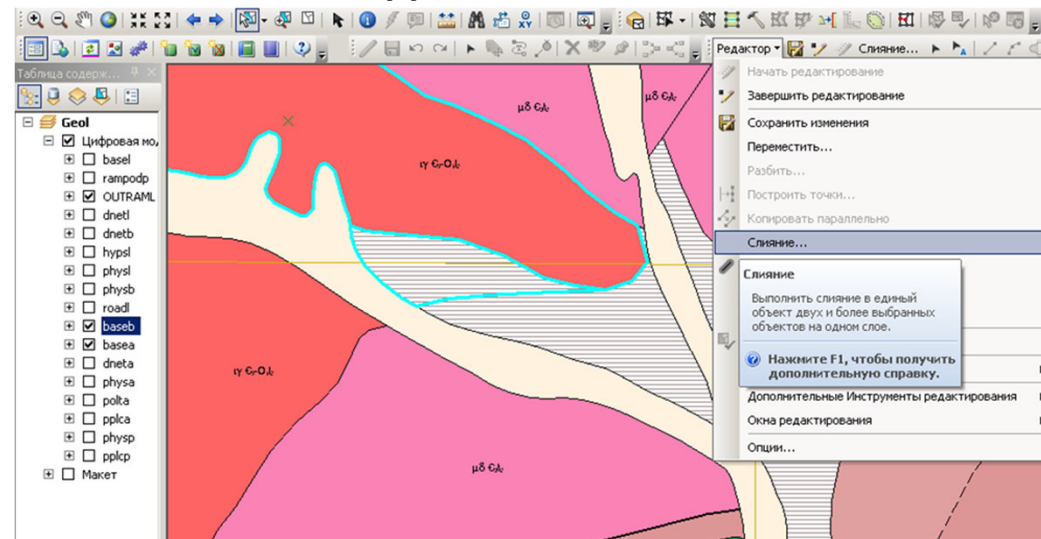 Редактор
Слияние...
Таблица содерж...
Geol
Цифровая мо
basel
rampodp
OUTRAML
dnetl
dnetb
hypsl
physl
physb
roadl
baseb
basea
dneta
physa
polta
pplca
physp
pplcp
Макет
Начать редактирование
Завершить редактирование
Сохранить изменения
Переместить...
Разбить...
Построить точки...
Копировать параллельно
Слияние...
Слияние
Выполнить слияние в единый
объект двух и более выбранных
объектов на одном слое.
Нажмите F1, чтобы получить
дополнительную справку.
Дополнительные Инструменты редактирования
Окна редактирования
Опции...